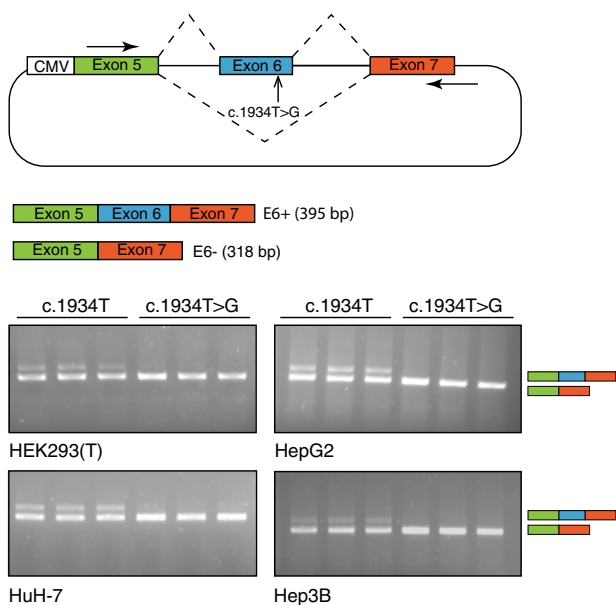 CMV Exon 5 Exon 6 Exon 7
c.1934T>G
Exon 5 Exon 6 Exon 7 E6+ (395 bp)
Exon 5 Exon 7 E6- (318 bp)
c.1934T c.1934T>G c.1934T c.1934T>G
HEK293(T) HepG2
HuH-7 Hep3B